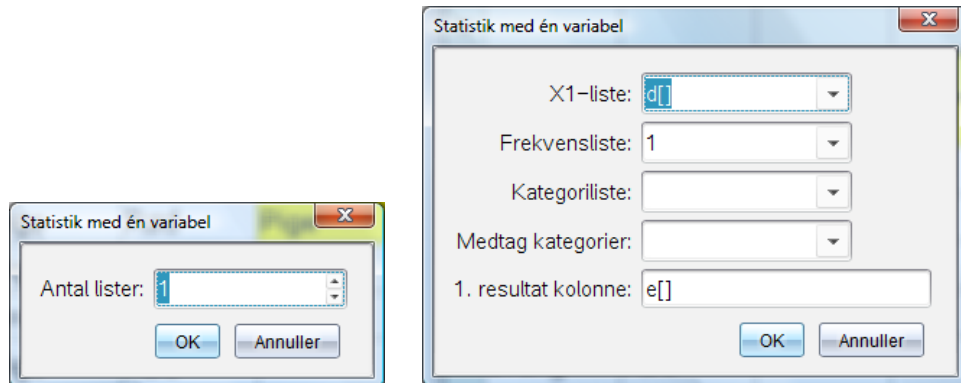 Statistik med én variabel
Antal lister: 1
OK Annuller
Statistik med én variabel
X1-liste: d[]
Frekvensliste: 1
Kategoriliste:
Medtag kategorier:
1. resultat kolonne: e[]
OK Annuller